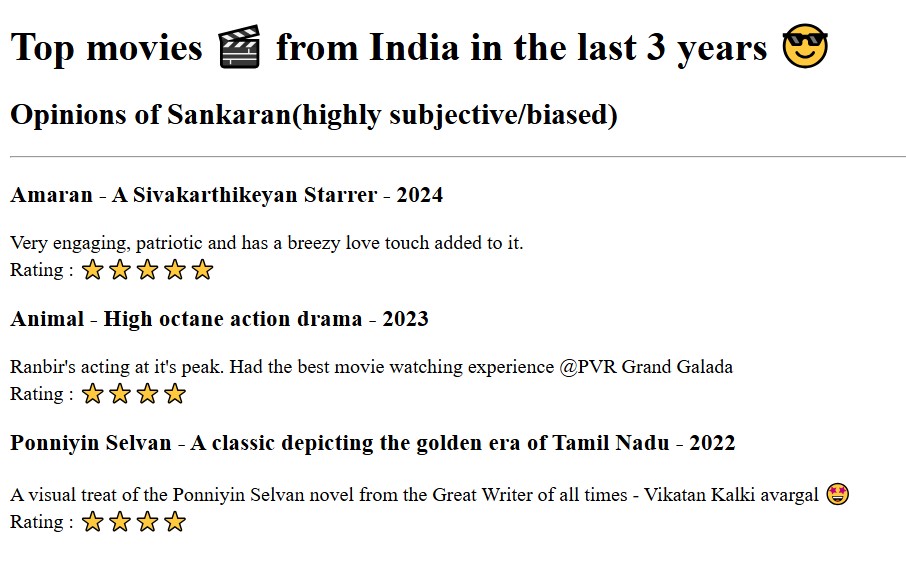 Top movies 🎬 from India in the last 3 years 😎
Opinions of Sankaran(highly subjective/biased)
Amaran - A Sivakarthikeyan Starrer - 2024
Very engaging, patriotic and has a breezy love touch added to it.
Rating : ⭐⭐⭐⭐⭐
Animal - High octane action drama - 2023
Ranbir's acting at it's peak. Had the best movie watching experience @PVR Grand Galada
Rating : ⭐⭐⭐⭐
Ponniyin Selvan - A classic depicting the golden era of Tamil Nadu - 2022
A visual treat of the Ponniyin Selvan novel from the Great Writer of all times - Vikatan Kalki avargal 🤩
Rating : ⭐⭐⭐⭐